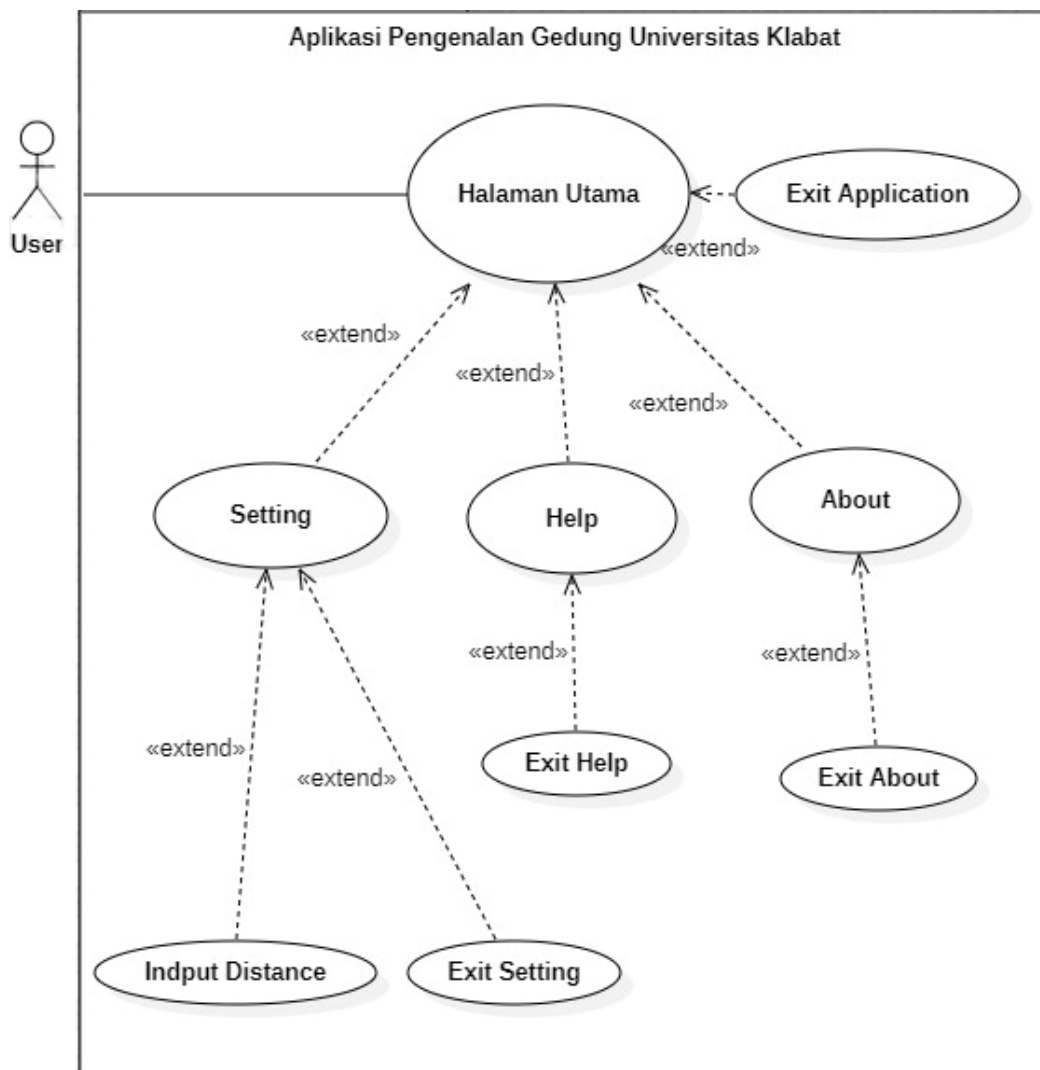 Aplikasi Pengenalan Gedung Universitas Klabat
Halaman Utama
Exit Application
User
«extend»
«extend»
«extend»
«extend»
Setting
Help
About
«extend»
«extend»
«extend»
«extend»
Exit Help
Exit About
Indput Distance
Exit Setting